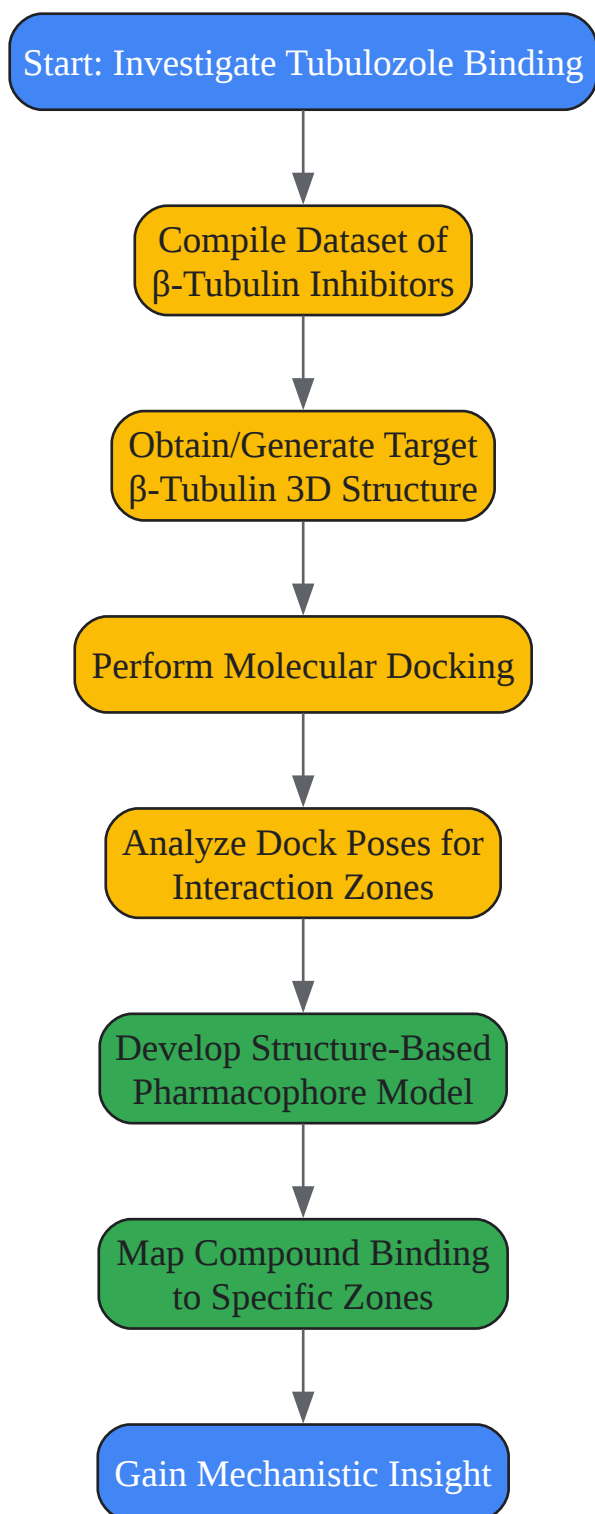 Start: Investigate Tubulozole Binding
Compile Dataset of
β-Tubulin Inhibitors
Obtain/Generate Target
β-Tubulin 3D Structure
Perform Molecular Docking
Analyze Dock Poses for
Interaction Zones
Develop Structure-Based
Pharmacophore Model
Map Compound Binding
to Specific Zones
Gain Mechanistic Insight